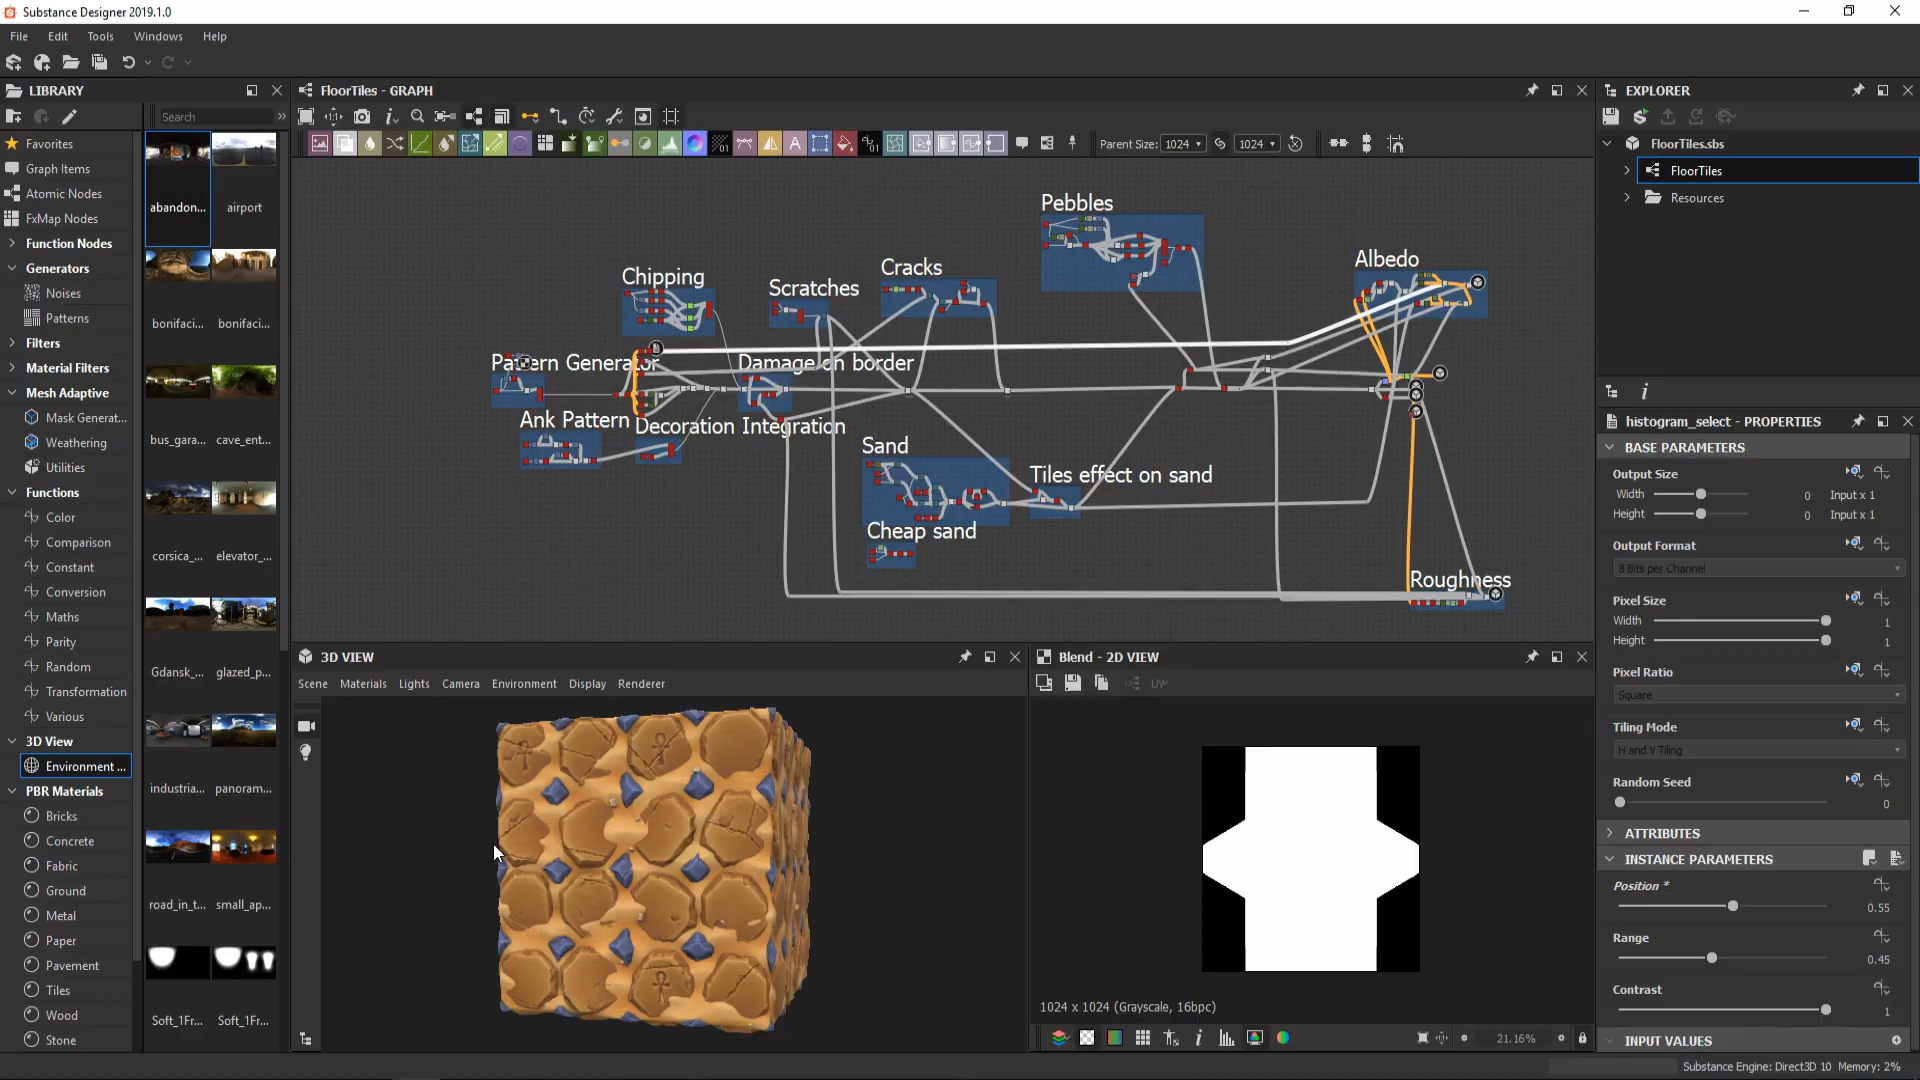 Substance Designer 2019.1.0
File Edit Tools Windows Help
LIBRARY
Search
Favorites
Graph Items
Atomic Nodes
FxMap Nodes
Function Nodes
Generators
Noises
Patterns
Filters
Material Filters
Mesh Adaptive
Mask Generat...
Weathering
Utilities
Functions
Color
Comparison
Constant
Conversion
Maths
Parity
Random
Transformation
Various
3D View
Environment ...
PBR Materials
Bricks
Concrete
Fabric
Ground
Metal
Paper
Pavement
Tiles
Wood
Stone
abandon... airport
bonifaci... bonifaci...
bus_gara... cave_ent...
corsica_... elevator_...
Gdansk_... glazed_p...
industria... panoram...
road_in_t... small_ap...
Soft_1Fr... Soft_1Fr...
FloorTiles - GRAPH
Parent Size: 1024 1024
Pebbles
Albedo
Cracks
Chipping
Scratches
Pattern Generator
Damage on border
Ank Pattern
Decoration Integration
Sand
Tiles effect on sand
Cheap sand
Roughness
3D VIEW
Scene Materials Lights Camera Environment Display Renderer
Blend - 2D VIEW
UV
1024 x 1024 (Grayscale, 16bpc)
21.16%
EXPLORER
FloorTiles.sbs
FloorTiles
Resources
histogram_select - PROPERTIES
BASE PARAMETERS
Output Size
Width 0 Input x 1
Height 0 Input x 1
Output Format
8 Bits per Channel
Pixel Size
Width 1
Height 1
Pixel Ratio
Square
Tiling Mode
H and V Tiling
Random Seed
0
ATTRIBUTES
INSTANCE PARAMETERS
Position *
0.55
Range
0.45
Contrast
1
INPUT VALUES
Substance Engine: Direct3D 10 Memory: 2%